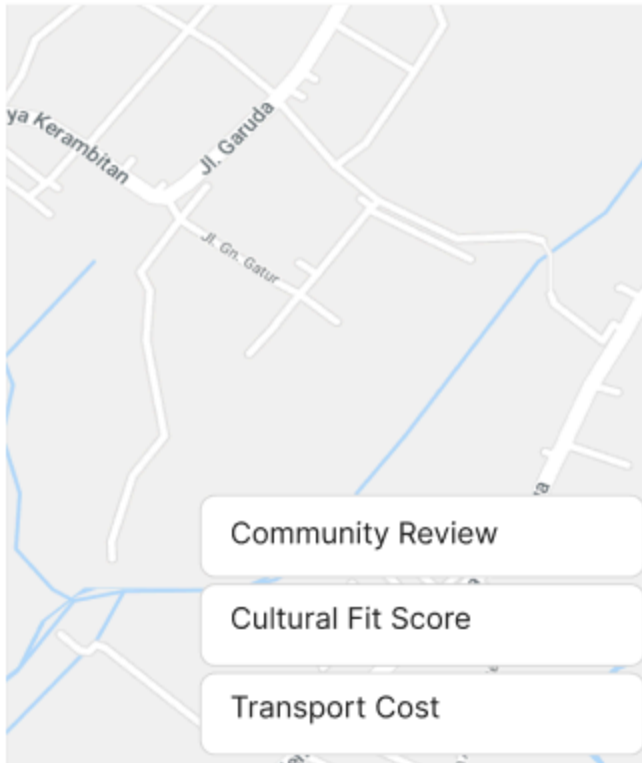 ya Kerambitan
Jl. Garuda
Jl. Gn. Gatur
Community Review
Cultural Fit Score
Transport Cost